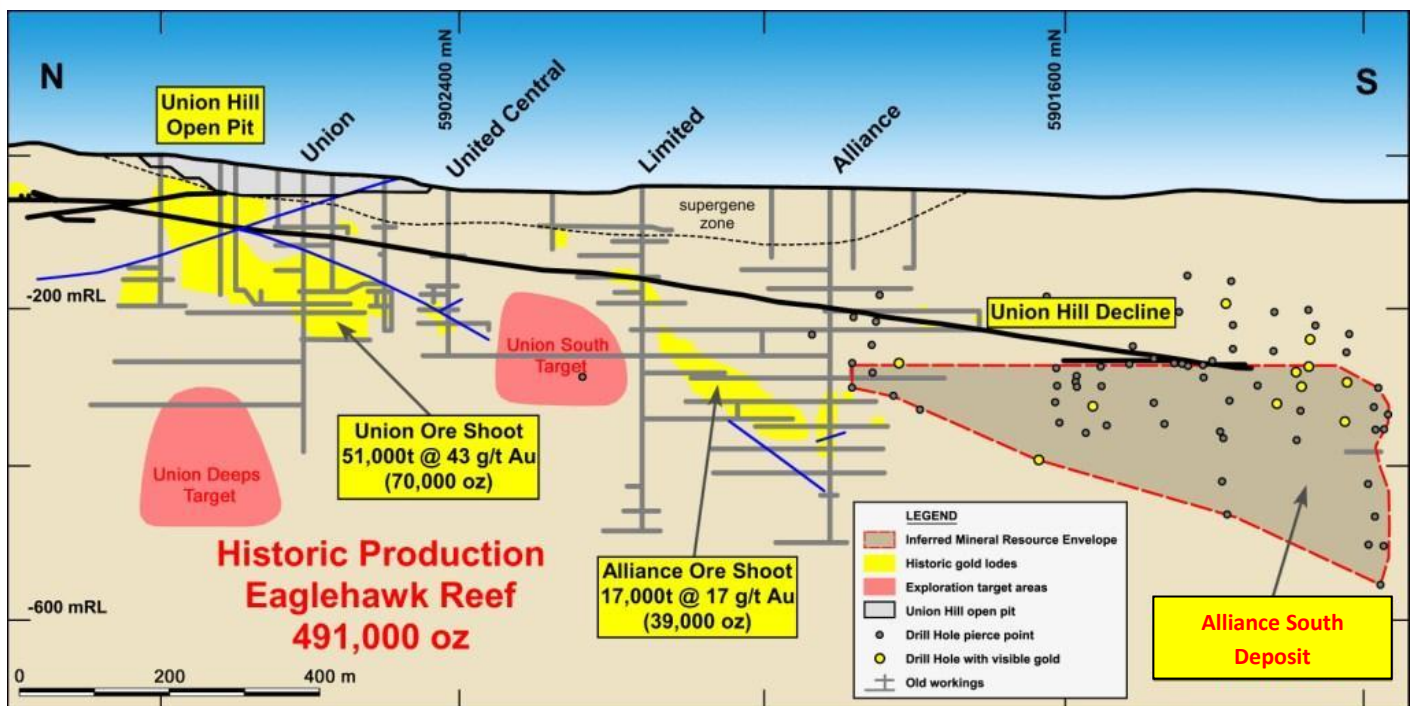 N
Union Hill
Open Pit
Union
5902400 mN
United Central
Limited
Alliance
5901600 mN
S
supergene
zone
-200 mRL
Union Hill Decline
Union South
Target
Union Ore Shoot
51,000t @ 43 g/t Au
(70,000 oz)
Union Deeps
Target
Historic Production
Eaglehawk Reef
491,000 oz
Alliance Ore Shoot
17,000t @ 17 g/t Au
(39,000 oz)
-600 mRL
LEGEND
Inferred Mineral Resource Envelope
Historic gold lodes
Exploration target areas
Union Hill open pit
Drill Hole pierce point
Drill Hole with visible gold
Old workings
Alliance South
Deposit
0 200 400 m